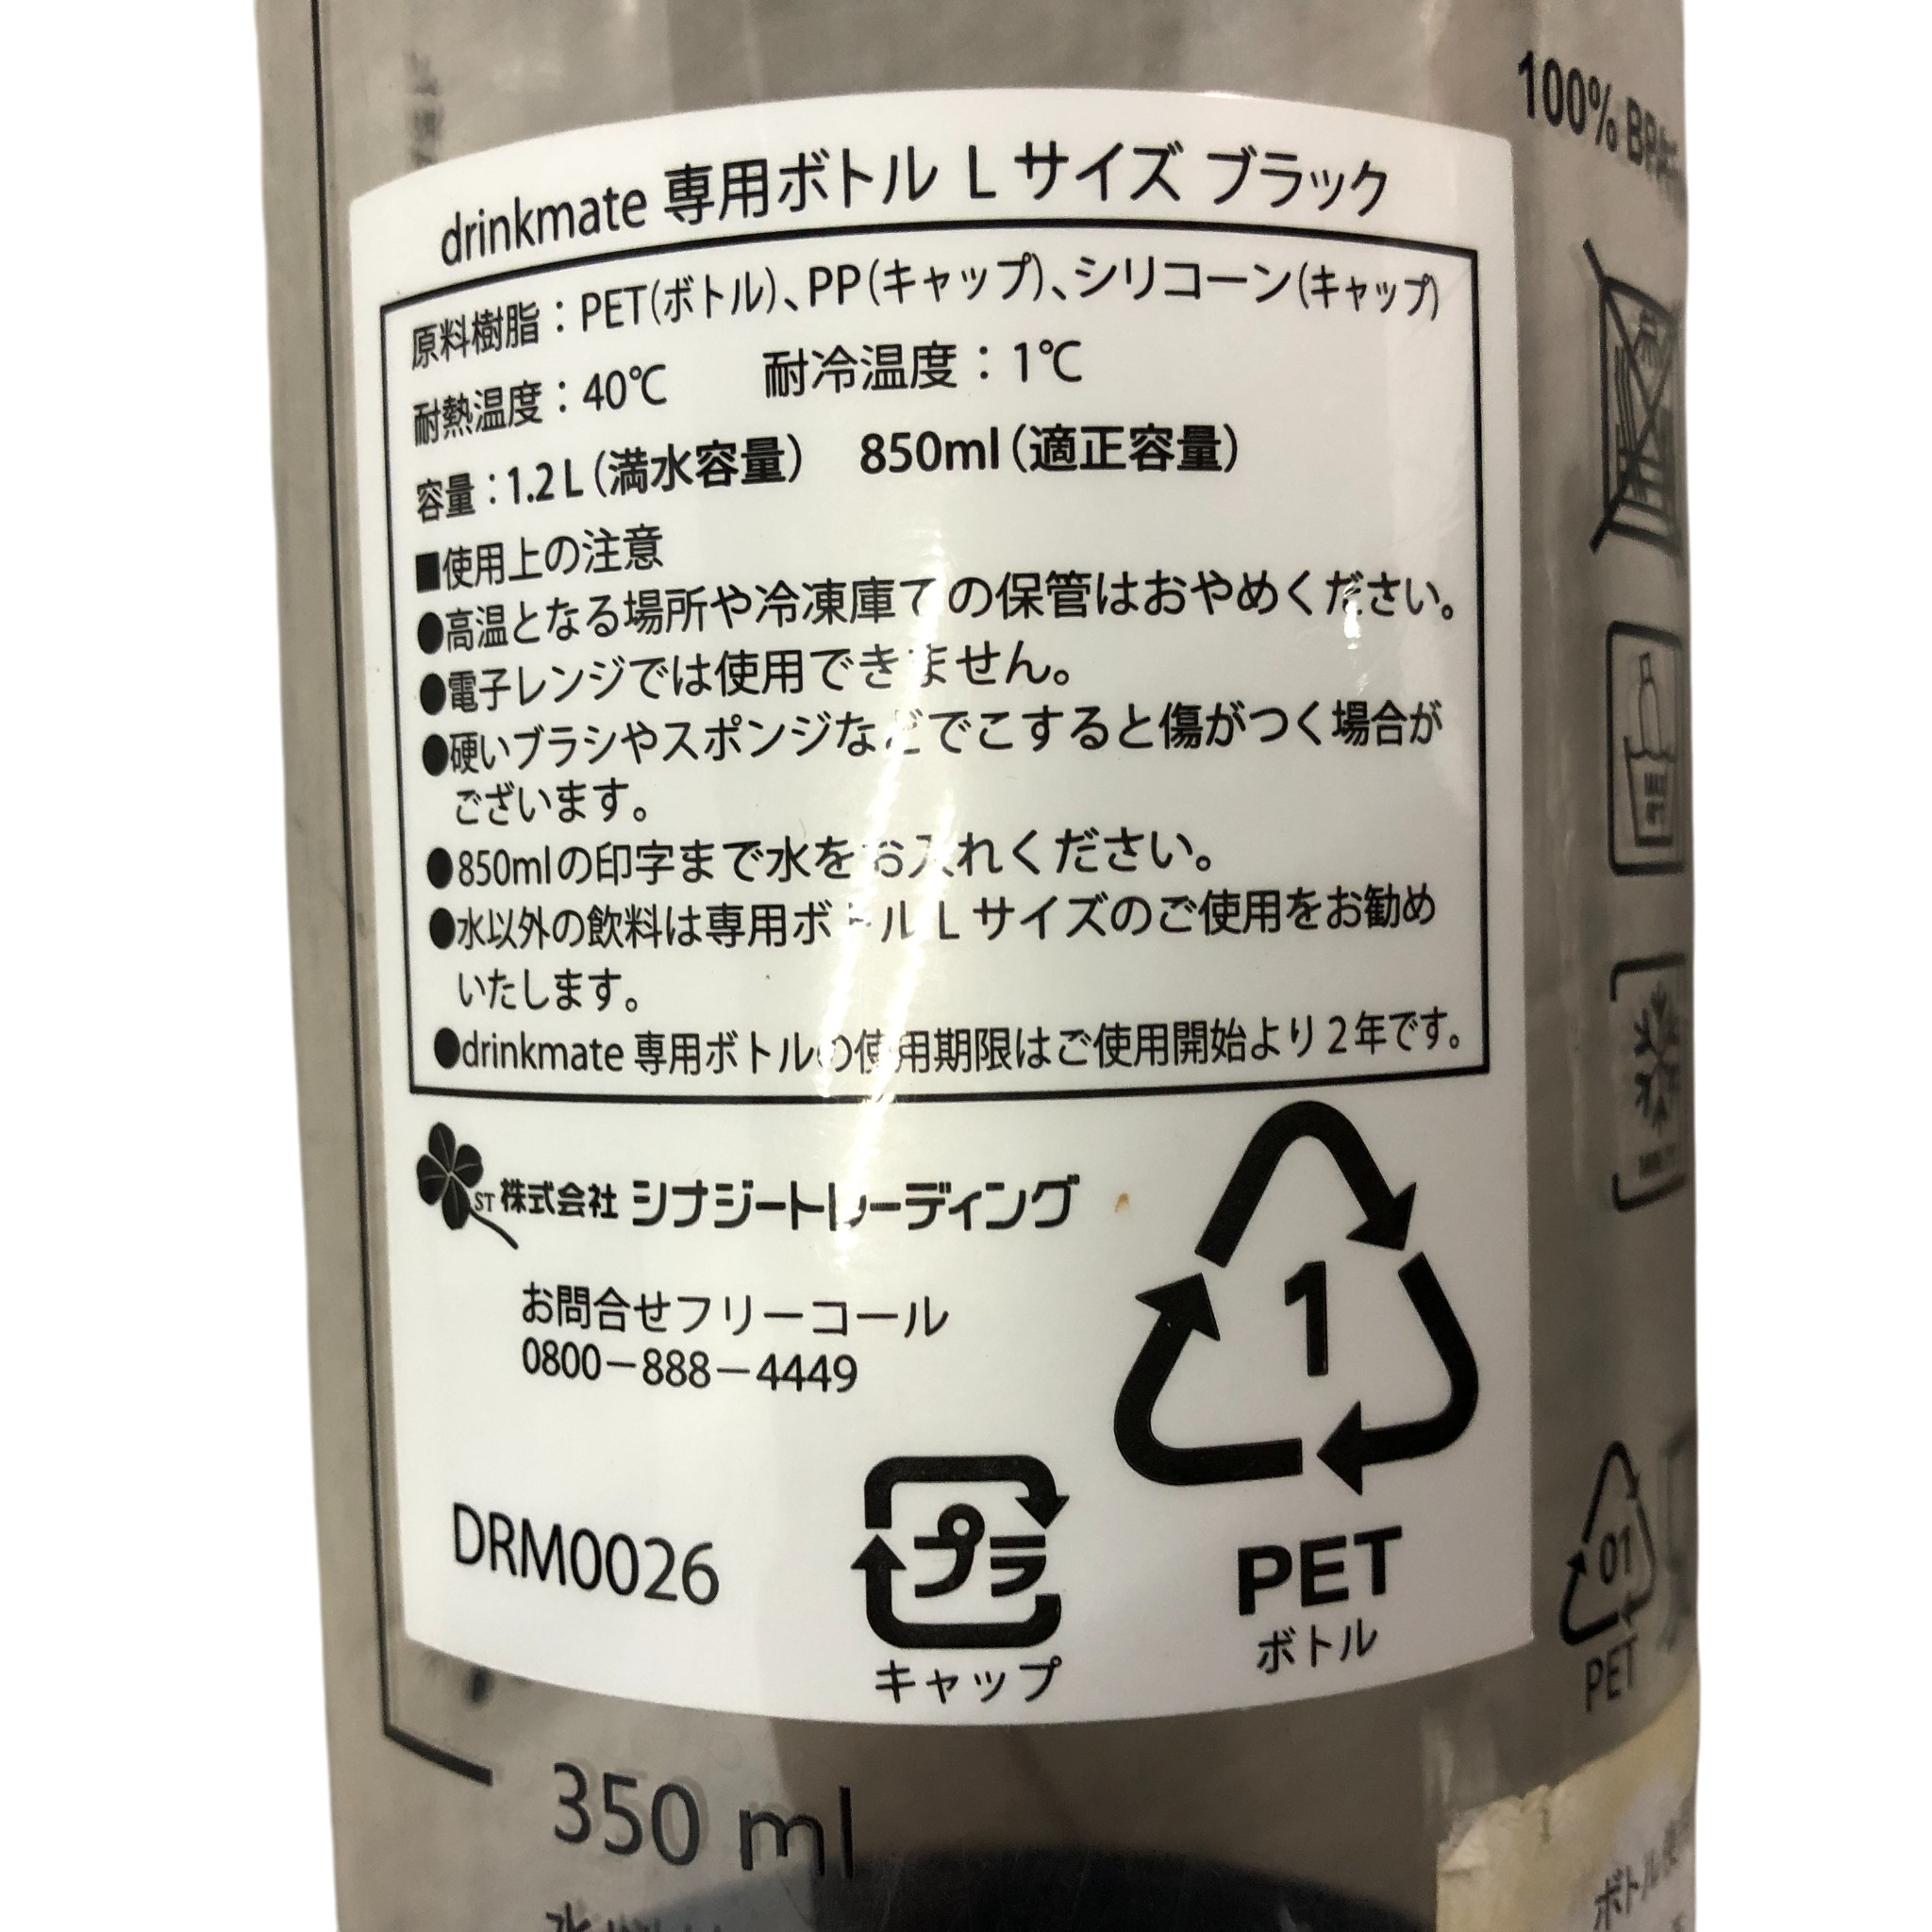 100% BPA
drinkmate 専用ボトル L サイズ ブラック
原料樹脂：PET(ボトル)、PP(キャップ)、シリコーン(キャップ)
耐熱温度：40℃　耐冷温度：1℃
容量：1.2L（満水容量）　850ml（適正容量）
■使用上の注意
●高温となる場所や冷凍庫での保管はおやめください。
●電子レンジでは使用できません。
●硬いブラシやスポンジなどでこすると傷がつく場合が
ございます。
●850mlの印字まで水をお入れください。
●水以外の飲料は専用ボトル L サイズのご使用をお勧め
いたします。
●drinkmate 専用ボトルの使用期限はご使用開始より 2 年です。
ST 株式会社 シナジートレーディング
お問合せフリーコール
0800－888－4449
1
PET
ボトル
DRM0026
プラ
キャップ
01
PET
350 ml
ボトル